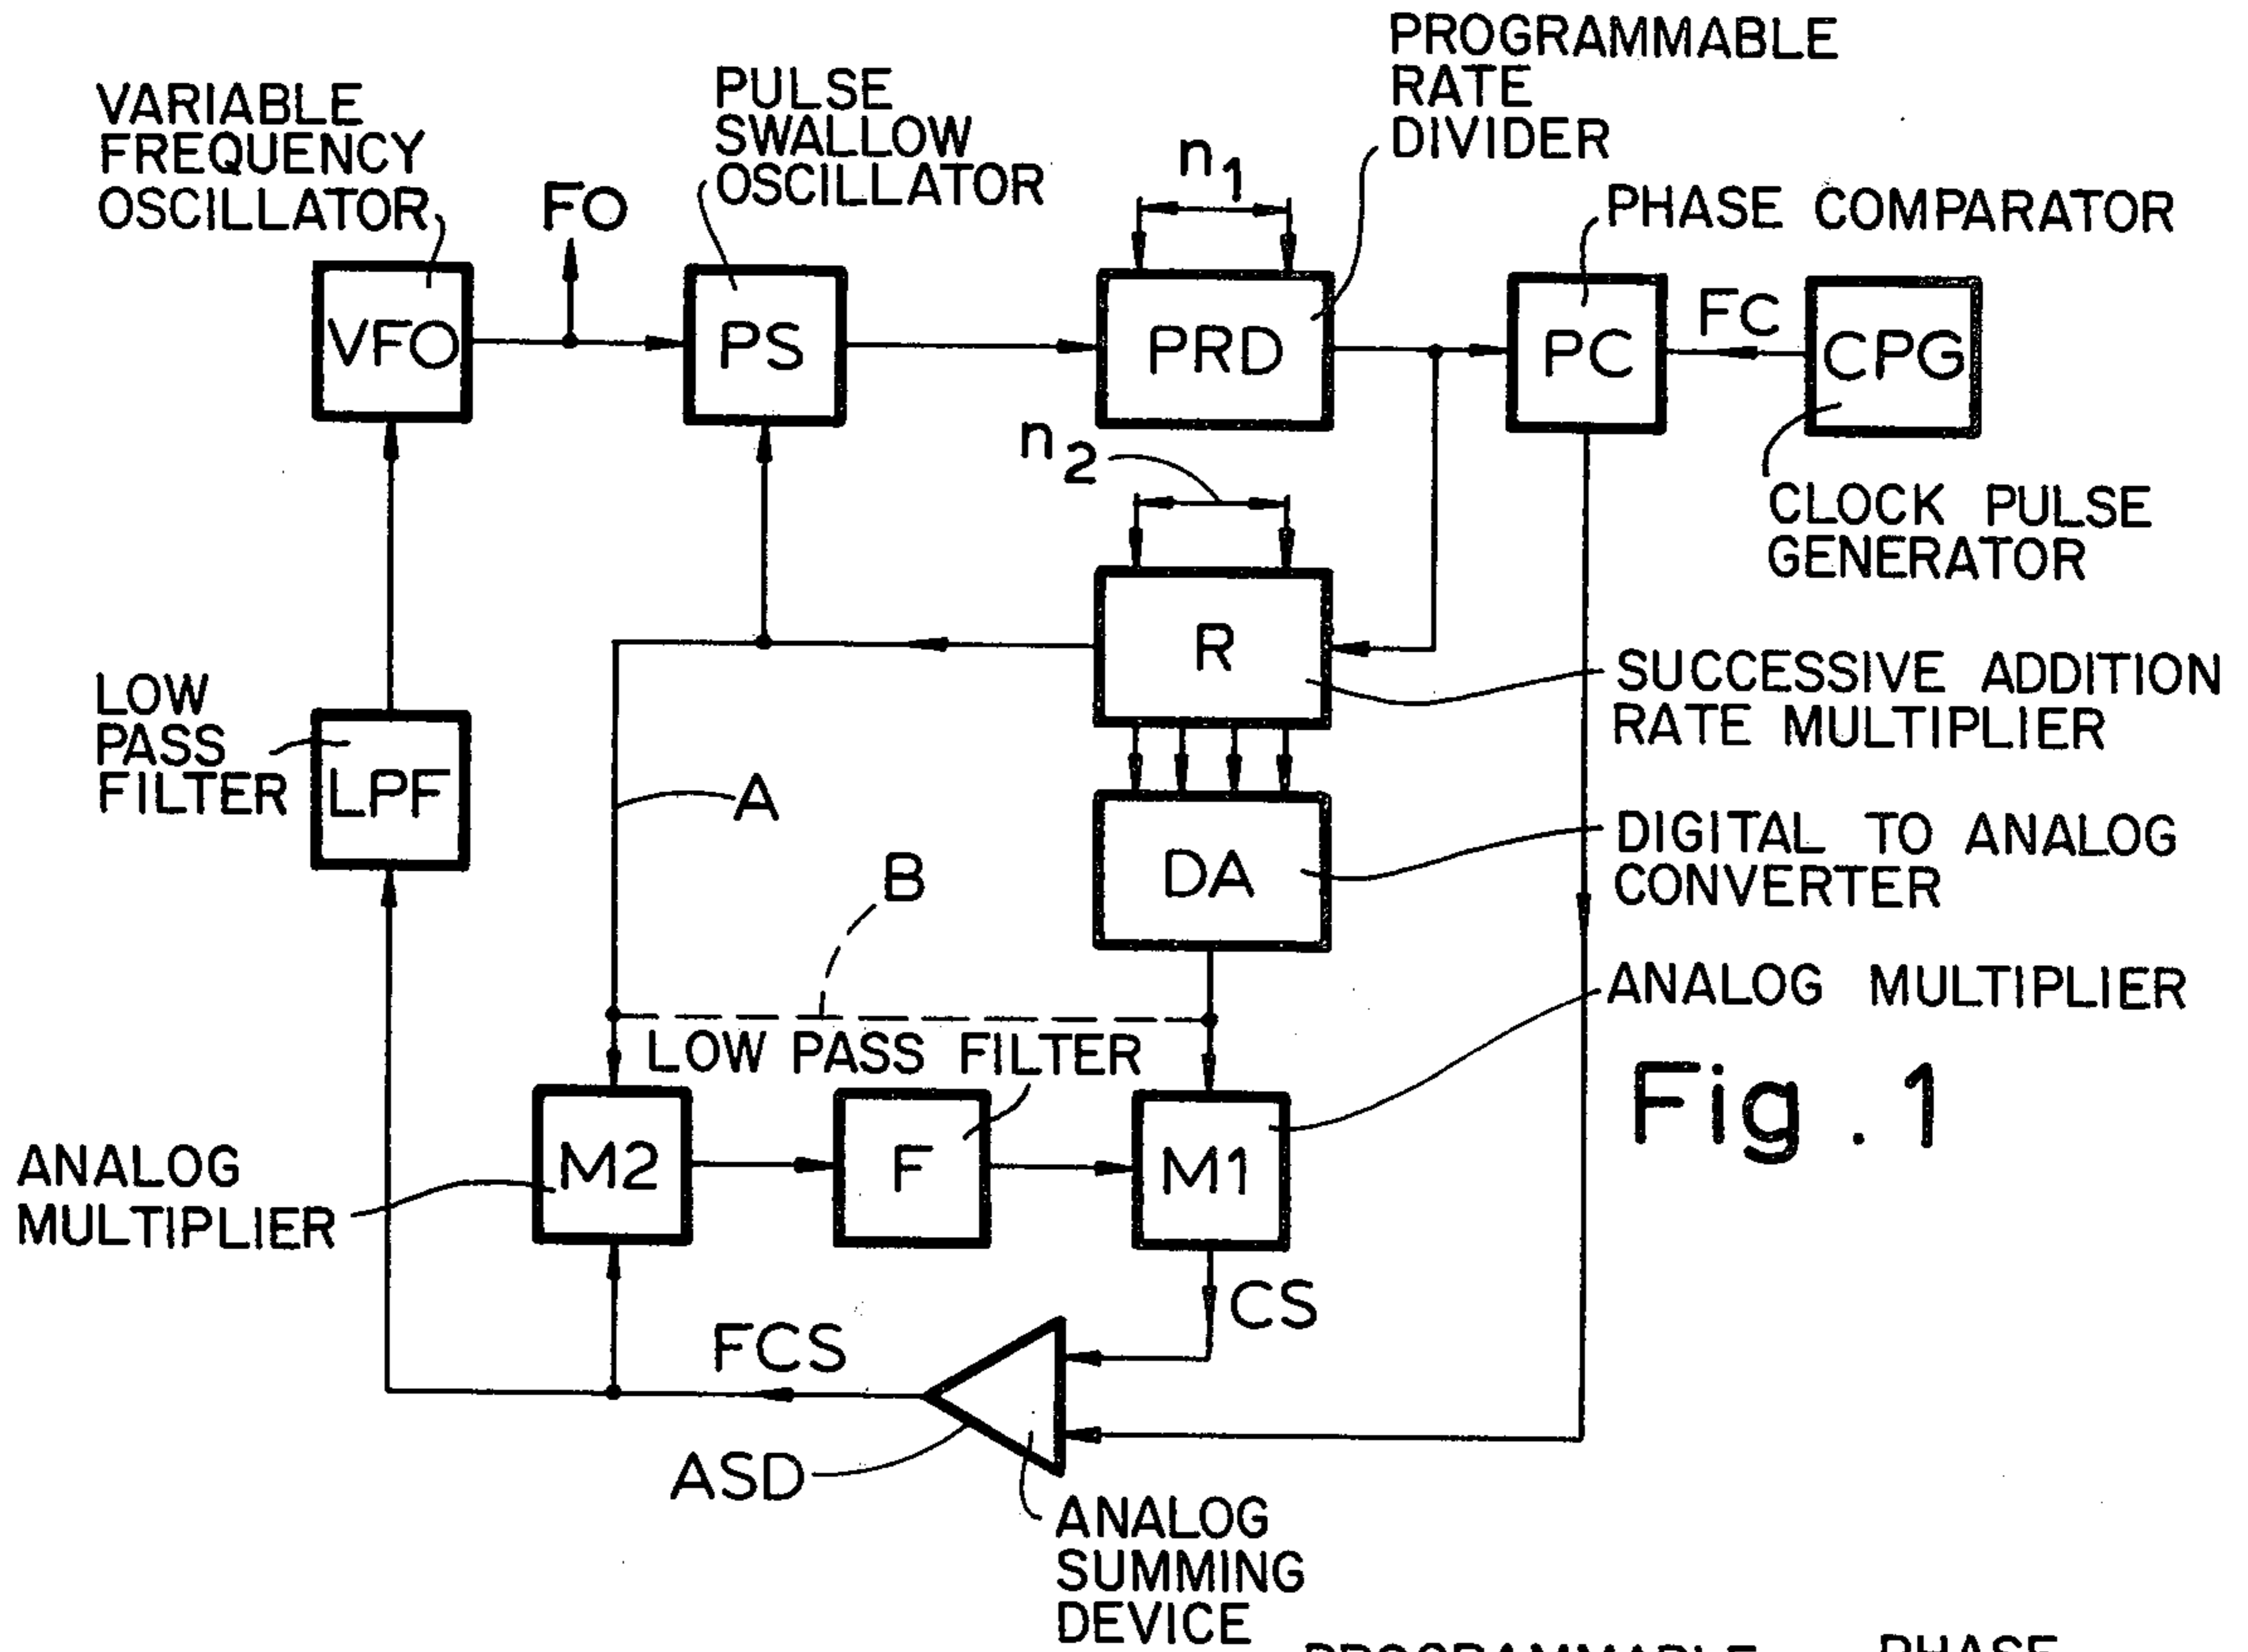 PROGRAMMABLE
RATE
DIVIDER
VARIABLE
FREQUENCY
OSCILLATOR
FO
PULSE
SWALLOW
OSCILLATOR
n1
PHASE COMPARATOR
VFO
PS
PRD
PC
FC
CPG
n2
CLOCK PULSE
GENERATOR
R
SUCCESSIVE ADDITION
RATE MULTIPLIER
LOW
PASS
FILTER
LPF
A
B
DA
DIGITAL TO ANALOG
CONVERTER
ANALOG MULTIPLIER
LOW PASS FILTER
Fig. 1
ANALOG
MULTIPLIER
M2
F
M1
CS
FCS
ASD
ANALOG
SUMMING
DEVICE
PROGRAMMABLE
PHASE